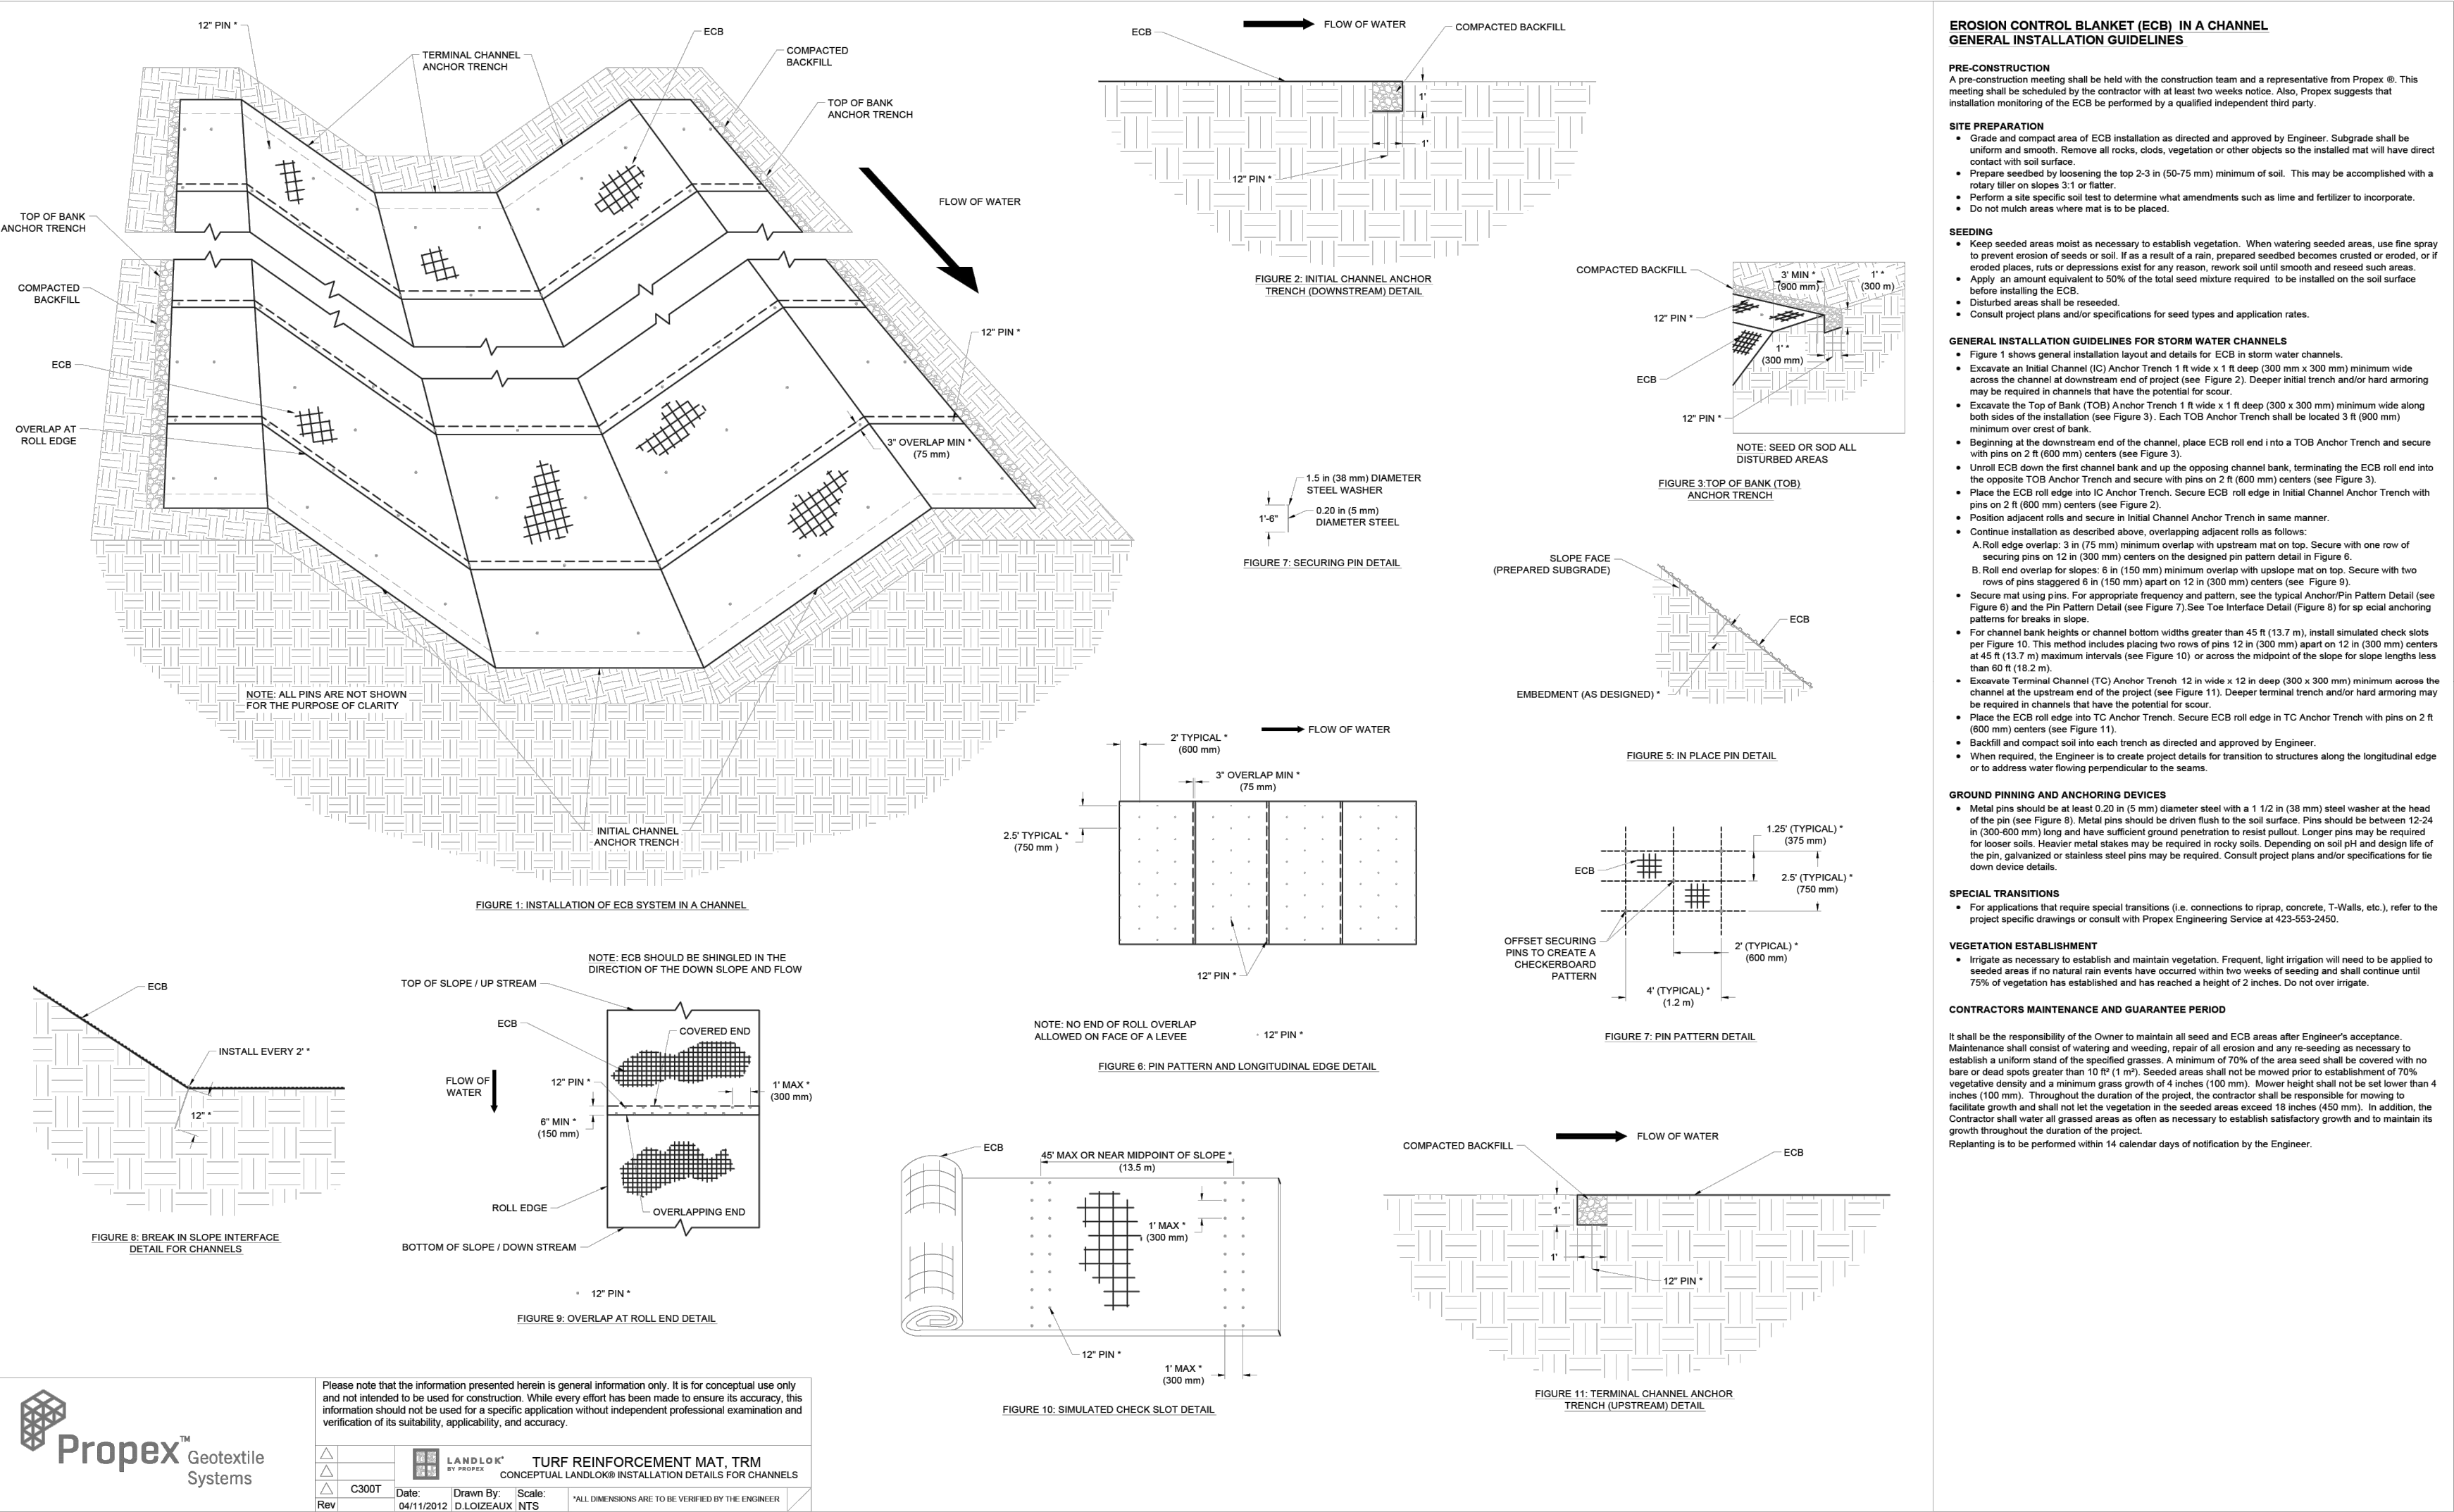 12" PIN *
TERMINAL CHANNEL
ANCHOR TRENCH
ECB
COMPACTED
BACKFILL
TOP OF BANK
ANCHOR TRENCH
FLOW OF WATER
TOP OF BANK
ANCHOR TRENCH
COMPACTED
BACKFILL
12" PIN *
ECB
OVERLAP AT
ROLL EDGE
3" OVERLAP MIN *
(75 mm)
NOTE: ALL PINS ARE NOT SHOWN
FOR THE PURPOSE OF CLARITY
INITIAL CHANNEL
ANCHOR TRENCH
FIGURE 1: INSTALLATION OF ECB SYSTEM IN A CHANNEL
FLOW OF WATER
ECB
COMPACTED BACKFILL
1'
1'
12" PIN *
FIGURE 2: INITIAL CHANNEL ANCHOR
TRENCH (DOWNSTREAM) DETAIL
COMPACTED BACKFILL
3' MIN *
(900 mm)
1' *
(300 m)
12" PIN *
1' *
(300 mm)
ECB
12" PIN *
NOTE: SEED OR SOD ALL
DISTURBED AREAS
FIGURE 3:TOP OF BANK (TOB)
ANCHOR TRENCH
1.5 in (38 mm) DIAMETER
STEEL WASHER
1'-6"
0.20 in (5 mm)
DIAMETER STEEL
FIGURE 7: SECURING PIN DETAIL
SLOPE FACE
(PREPARED SUBGRADE)
ECB
EMBEDMENT (AS DESIGNED) *
FIGURE 5: IN PLACE PIN DETAIL
FLOW OF WATER
2' TYPICAL *
(600 mm)
3" OVERLAP MIN *
(75 mm)
2.5' TYPICAL *
(750 mm )
12" PIN *
NOTE: NO END OF ROLL OVERLAP
ALLOWED ON FACE OF A LEVEE
12" PIN *
FIGURE 6: PIN PATTERN AND LONGITUDINAL EDGE DETAIL
1.25' (TYPICAL) *
(375 mm)
ECB
2.5' (TYPICAL) *
(750 mm)
OFFSET SECURING
PINS TO CREATE A
CHECKERBOARD
PATTERN
2' (TYPICAL) *
(600 mm)
4' (TYPICAL) *
(1.2 m)
FIGURE 7: PIN PATTERN DETAIL
ECB
INSTALL EVERY 2' *
12" *
FIGURE 8: BREAK IN SLOPE INTERFACE
DETAIL FOR CHANNELS
NOTE: ECB SHOULD BE SHINGLED IN THE
DIRECTION OF THE DOWN SLOPE AND FLOW
TOP OF SLOPE / UP STREAM
ECB
COVERED END
FLOW OF
WATER
12" PIN *
1' MAX *
(300 mm)
6" MIN *
(150 mm)
ROLL EDGE
OVERLAPPING END
BOTTOM OF SLOPE / DOWN STREAM
12" PIN *
FIGURE 9: OVERLAP AT ROLL END DETAIL
ECB
45' MAX OR NEAR MIDPOINT OF SLOPE *
(13.5 m)
1' MAX *
(300 mm)
12" PIN *
1' MAX *
(300 mm)
FIGURE 10: SIMULATED CHECK SLOT DETAIL
FLOW OF WATER
COMPACTED BACKFILL
ECB
1'
1'
12" PIN *
FIGURE 11: TERMINAL CHANNEL ANCHOR
TRENCH (UPSTREAM) DETAIL
Propex™
Geotextile
Systems
Please note that the information presented herein is general information only. It is for conceptual use only
and not intended to be used for construction. While every effort has been made to ensure its accuracy, this
information should not be used for a specific application without independent professional examination and
verification of its suitability, applicability, and accuracy.
LANDLOK®
BY PROPEX
TURF REINFORCEMENT MAT, TRM
CONCEPTUAL LANDLOK® INSTALLATION DETAILS FOR CHANNELS
C300T
Rev
Date:
04/11/2012
Drawn By:
D.LOIZEAUX
Scale:
NTS
*ALL DIMENSIONS ARE TO BE VERIFIED BY THE ENGINEER
EROSION CONTROL BLANKET (ECB) IN A CHANNEL
GENERAL INSTALLATION GUIDELINES
PRE-CONSTRUCTION
A pre-construction meeting shall be held with the construction team and a representative from Propex ®. This
meeting shall be scheduled by the contractor with at least two weeks notice. Also, Propex suggests that
installation monitoring of the ECB be performed by a qualified independent third party.
SITE PREPARATION
• Grade and compact area of ECB installation as directed and approved by Engineer. Subgrade shall be
uniform and smooth. Remove all rocks, clods, vegetation or other objects so the installed mat will have direct
contact with soil surface.
• Prepare seedbed by loosening the top 2-3 in (50-75 mm) minimum of soil. This may be accomplished with a
rotary tiller on slopes 3:1 or flatter.
• Perform a site specific soil test to determine what amendments such as lime and fertilizer to incorporate.
• Do not mulch areas where mat is to be placed.
SEEDING
• Keep seeded areas moist as necessary to establish vegetation. When watering seeded areas, use fine spray
to prevent erosion of seeds or soil. If as a result of a rain, prepared seedbed becomes crusted or eroded, or if
eroded places, ruts or depressions exist for any reason, rework soil until smooth and reseed such areas.
• Apply an amount equivalent to 50% of the total seed mixture required to be installed on the soil surface
before installing the ECB.
• Disturbed areas shall be reseeded.
• Consult project plans and/or specifications for seed types and application rates.
GENERAL INSTALLATION GUIDELINES FOR STORM WATER CHANNELS
• Figure 1 shows general installation layout and details for ECB in storm water channels.
• Excavate an Initial Channel (IC) Anchor Trench 1 ft wide x 1 ft deep (300 mm x 300 mm) minimum wide
across the channel at downstream end of project (see Figure 2). Deeper initial trench and/or hard armoring
may be required in channels that have the potential for scour.
• Excavate the Top of Bank (TOB) Anchor Trench 1 ft wide x 1 ft deep (300 x 300 mm) minimum wide along
both sides of the installation (see Figure 3). Each TOB Anchor Trench shall be located 3 ft (900 mm)
minimum over crest of bank.
• Beginning at the downstream end of the channel, place ECB roll end i nto a TOB Anchor Trench and secure
with pins on 2 ft (600 mm) centers (see Figure 3).
• Unroll ECB down the first channel bank and up the opposing channel bank, terminating the ECB roll end into
the opposite TOB Anchor Trench and secure with pins on 2 ft (600 mm) centers (see Figure 3).
• Place the ECB roll edge into IC Anchor Trench. Secure ECB roll edge in Initial Channel Anchor Trench with
pins on 2 ft (600 mm) centers (see Figure 2).
• Position adjacent rolls and secure in Initial Channel Anchor Trench in same manner.
• Continue installation as described above, overlapping adjacent rolls as follows:
A. Roll edge overlap: 3 in (75 mm) minimum overlap with upstream mat on top. Secure with one row of
securing pins on 12 in (300 mm) centers on the designed pin pattern detail in Figure 6.
B. Roll end overlap for slopes: 6 in (150 mm) minimum overlap with upslope mat on top. Secure with two
rows of pins staggered 6 in (150 mm) apart on 12 in (300 mm) centers (see Figure 9).
• Secure mat using pins. For appropriate frequency and pattern, see the typical Anchor/Pin Pattern Detail (see
Figure 6) and the Pin Pattern Detail (see Figure 7).See Toe Interface Detail (Figure 8) for sp ecial anchoring
patterns for breaks in slope.
• For channel bank heights or channel bottom widths greater than 45 ft (13.7 m), install simulated check slots
per Figure 10. This method includes placing two rows of pins 12 in (300 mm) apart on 12 in (300 mm) centers
at 45 ft (13.7 m) maximum intervals (see Figure 10) or across the midpoint of the slope for slope lengths less
than 60 ft (18.2 m).
• Excavate Terminal Channel (TC) Anchor Trench 12 in wide x 12 in deep (300 x 300 mm) minimum across the
channel at the upstream end of the project (see Figure 11). Deeper terminal trench and/or hard armoring may
be required in channels that have the potential for scour.
• Place the ECB roll edge into TC Anchor Trench. Secure ECB roll edge in TC Anchor Trench with pins on 2 ft
(600 mm) centers (see Figure 11).
• Backfill and compact soil into each trench as directed and approved by Engineer.
• When required, the Engineer is to create project details for transition to structures along the longitudinal edge
or to address water flowing perpendicular to the seams.
GROUND PINNING AND ANCHORING DEVICES
• Metal pins should be at least 0.20 in (5 mm) diameter steel with a 1 1/2 in (38 mm) steel washer at the head
of the pin (see Figure 8). Metal pins should be driven flush to the soil surface. Pins should be between 12-24
in (300-600 mm) long and have sufficient ground penetration to resist pullout. Longer pins may be required
for looser soils. Heavier metal stakes may be required in rocky soils. Depending on soil pH and design life of
the pin, galvanized or stainless steel pins may be required. Consult project plans and/or specifications for tie
down device details.
SPECIAL TRANSITIONS
• For applications that require special transitions (i.e. connections to riprap, concrete, T-Walls, etc.), refer to the
project specific drawings or consult with Propex Engineering Service at 423-553-2450.
VEGETATION ESTABLISHMENT
• Irrigate as necessary to establish and maintain vegetation. Frequent, light irrigation will need to be applied to
seeded areas if no natural rain events have occurred within two weeks of seeding and shall continue until
75% of vegetation has established and has reached a height of 2 inches. Do not over irrigate.
CONTRACTORS MAINTENANCE AND GUARANTEE PERIOD
It shall be the responsibility of the Owner to maintain all seed and ECB areas after Engineer's acceptance.
Maintenance shall consist of watering and weeding, repair of all erosion and any re-seeding as necessary to
establish a uniform stand of the specified grasses. A minimum of 70% of the area seed shall be covered with no
bare or dead spots greater than 10 ft² (1 m²). Seeded areas shall not be mowed prior to establishment of 70%
vegetative density and a minimum grass growth of 4 inches (100 mm). Mower height shall not be set lower than 4
inches (100 mm). Throughout the duration of the project, the contractor shall be responsible for mowing to
facilitate growth and shall not let the vegetation in the seeded areas exceed 18 inches (450 mm). In addition, the
Contractor shall water all grassed areas as often as necessary to establish satisfactory growth and to maintain its
growth throughout the duration of the project.
Replanting is to be performed within 14 calendar days of notification by the Engineer.